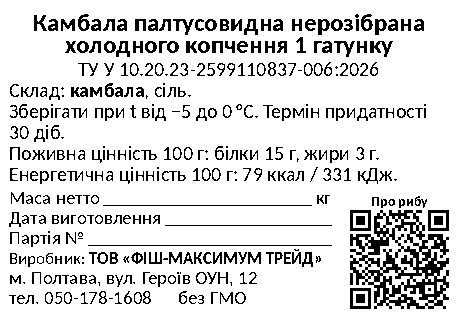 Камбала палтусовидна нерозібрана
холодного копчення 1 гатунку
ТУ У 10.20.23-2599110837-006:2026
Склад: камбала, сіль.
Зберігати при t від −5 до 0 °С. Термін придатності
30 діб.
Поживна цінність 100 г: білки 15 г, жири 3 г.
Енергетична цінність 100 г: 79 ккал / 331 кДж.
Маса нетто ______________________ кг
Дата виготовлення __________________
Партія № __________________________
Про рибу
Виробник: ТОВ «ФІШ-МАКСИМУМ ТРЕЙД»
м. Полтава, вул. Героїв ОУН, 12
тел. 050-178-1608 без ГМО